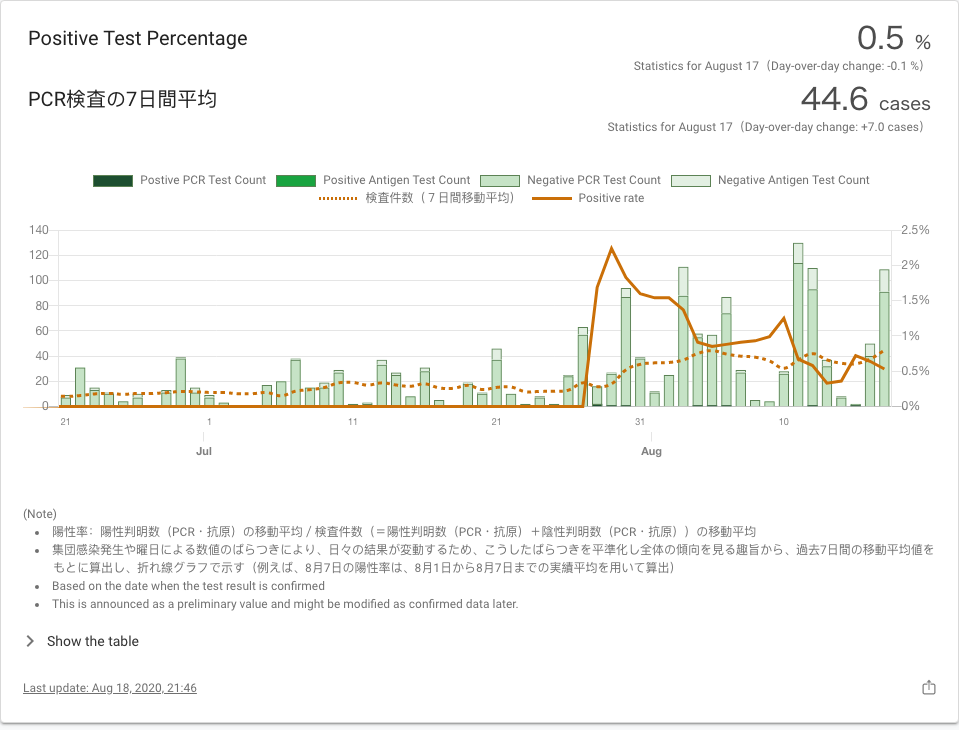 Positive Test Percentage
0.5 %
Statistics for August 17（Day-over-day change: -0.1 %）
PCR検査の7日間平均
44.6 cases
Statistics for August 17（Day-over-day change: +7.0 cases）
Postive PCR Test Count Positive Antigen Test Count Negative PCR Test Count Negative Antigen Test Count
検査件数（７日間移動平均） Positive rate
140 2.5%
120 2%
100 1.5%
80
60 1%
40 0.5%
20
0 0%
21 1 11 21 31 10
Jul Aug
(Note)
• 陽性率：陽性判明数（PCR・抗原）の移動平均 / 検査件数（＝陽性判明数（PCR・抗原）＋陰性判明数（PCR・抗原））の移動平均
• 集団感染発生や曜日による数値のばらつきにより、日々の結果が変動するため、こうしたばらつきを平準化し全体の傾向を見る趣旨から、過去7日間の移動平均値を
もとに算出し、折れ線グラフで示す（例えば、8月7日の陽性率は、8月1日から8月7日までの実績平均を用いて算出）
• Based on the date when the test result is confirmed
• This is announced as a preliminary value and might be modified as confirmed data later.
Show the table
Last update: Aug 18, 2020, 21:46